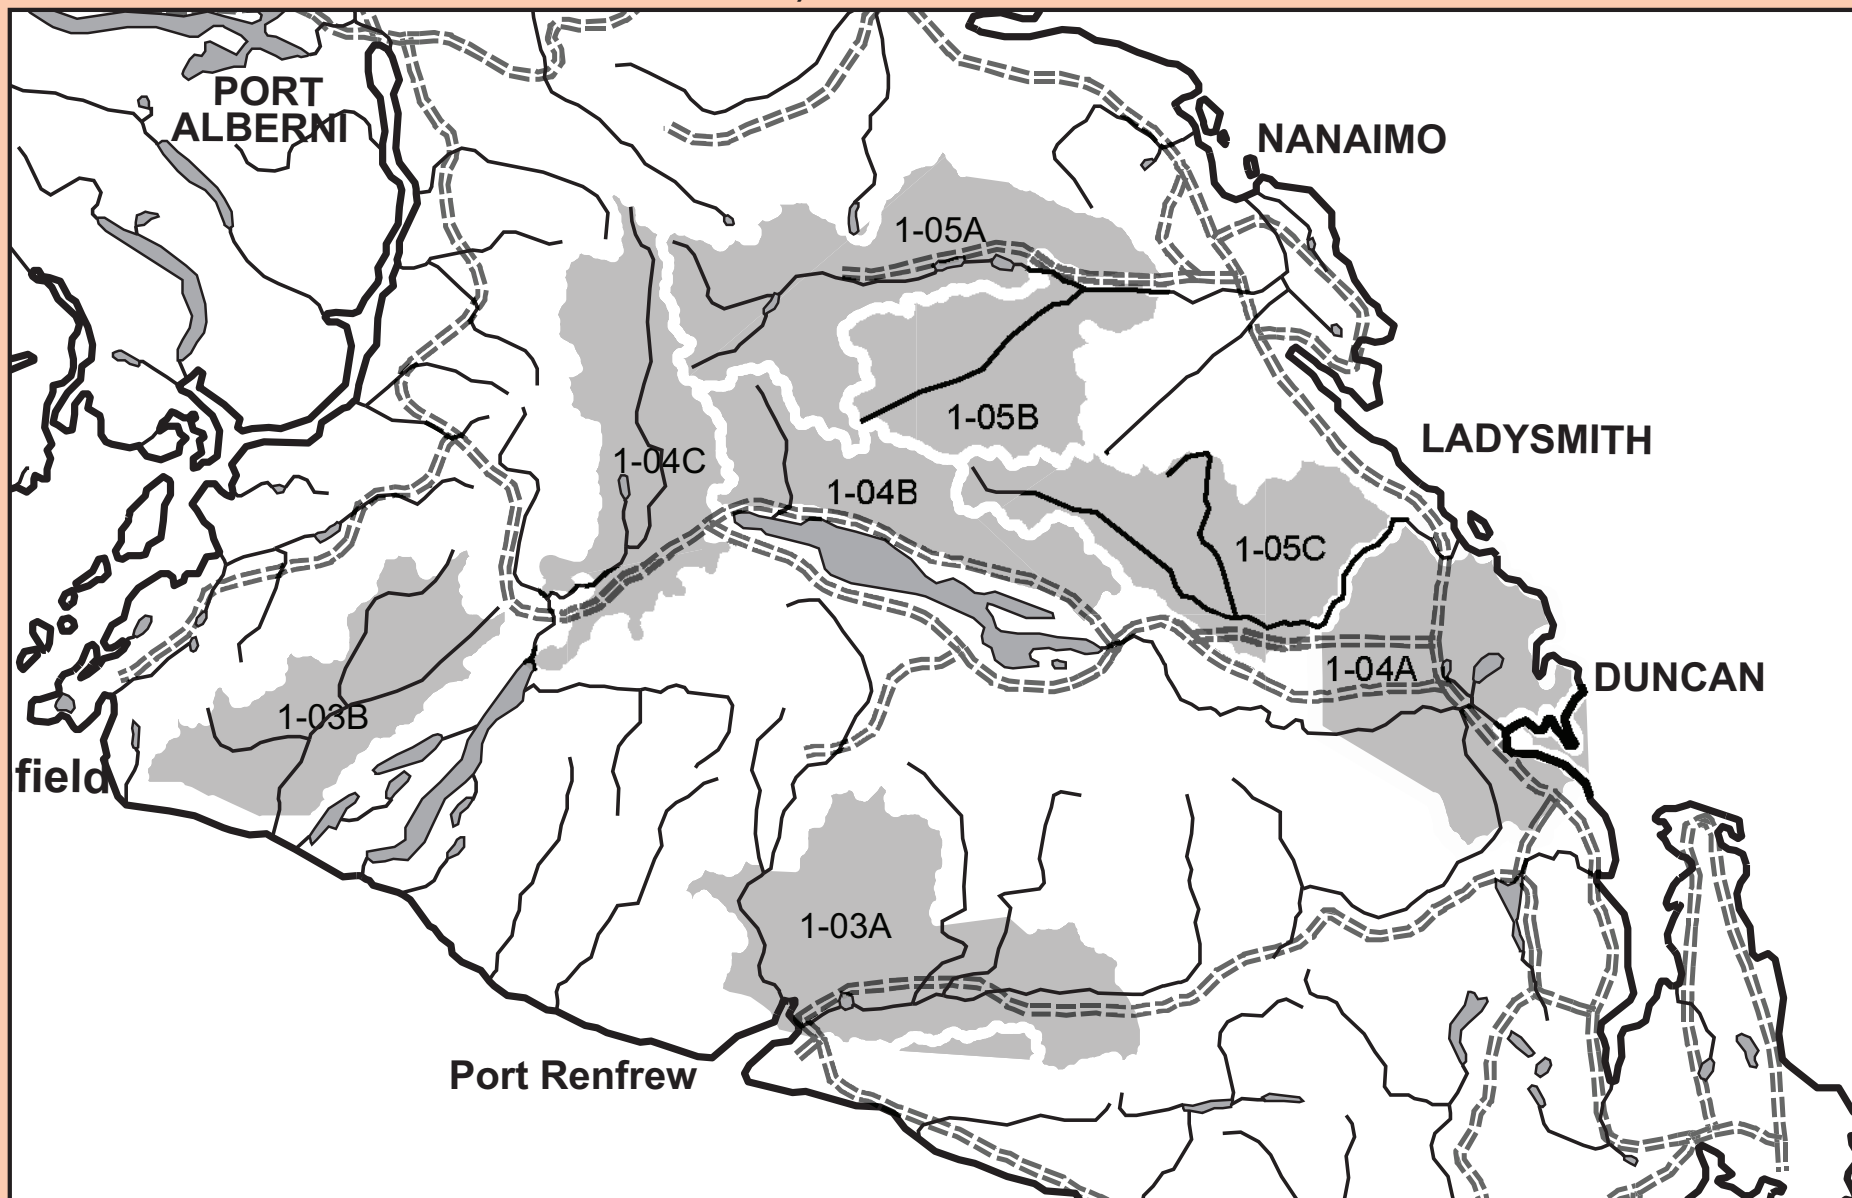 PORT
ALBERNI
NANAIMO
1-05A
1-05B
LADYSMITH
1-04C
1-04B
1-05C
1-04A
DUNCAN
1-03B
field
1-03A
Port Renfrew